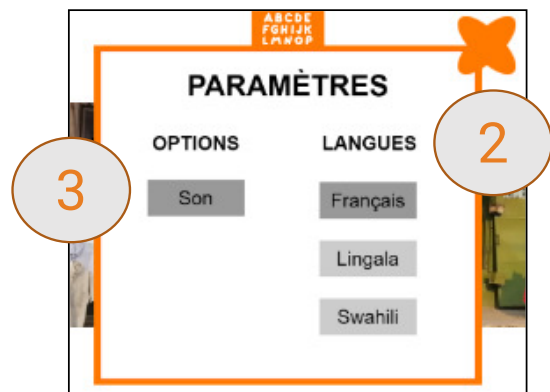 ABCDE
FGHIJK
LMNOP
PARAMÈTRES
OPTIONS
LANGUES
2
3
Son
Français
Lingala
Swahili